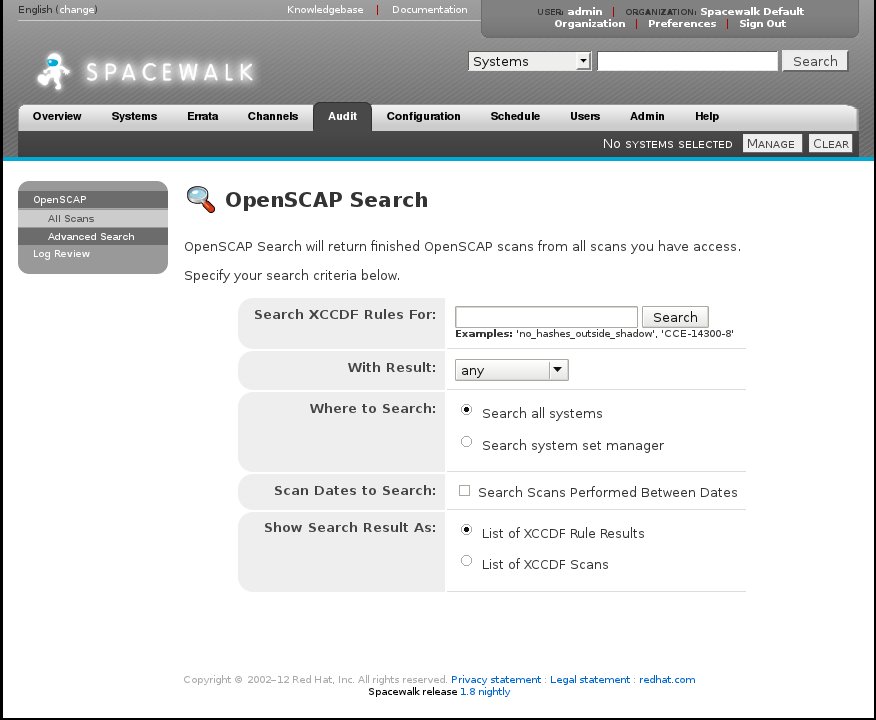 English (change) Knowledgebase | Documentation USER: admin | ORGANIZATION: Spacewalk Default
Organization | Preferences | Sign Out
SPACEWALK Systems Search
Overview Systems Errata Channels Audit Configuration Schedule Users Admin Help
No systems selected Manage Clear
OpenSCAP
All Scans
Advanced Search
Log Review
OpenSCAP Search
OpenSCAP Search will return finished OpenSCAP scans from all scans you have access.
Specify your search criteria below.
Search XCCDF Rules For: Search
Examples: 'no_hashes_outside_shadow', 'CCE-14300-8'
With Result: any
Where to Search: Search all systems
Search system set manager
Scan Dates to Search: Search Scans Performed Between Dates
Show Search Result As: List of XCCDF Rule Results
List of XCCDF Scans
Copyright © 2002–12 Red Hat, Inc. All rights reserved. Privacy statement : Legal statement : redhat.com
Spacewalk release 1.8 nightly